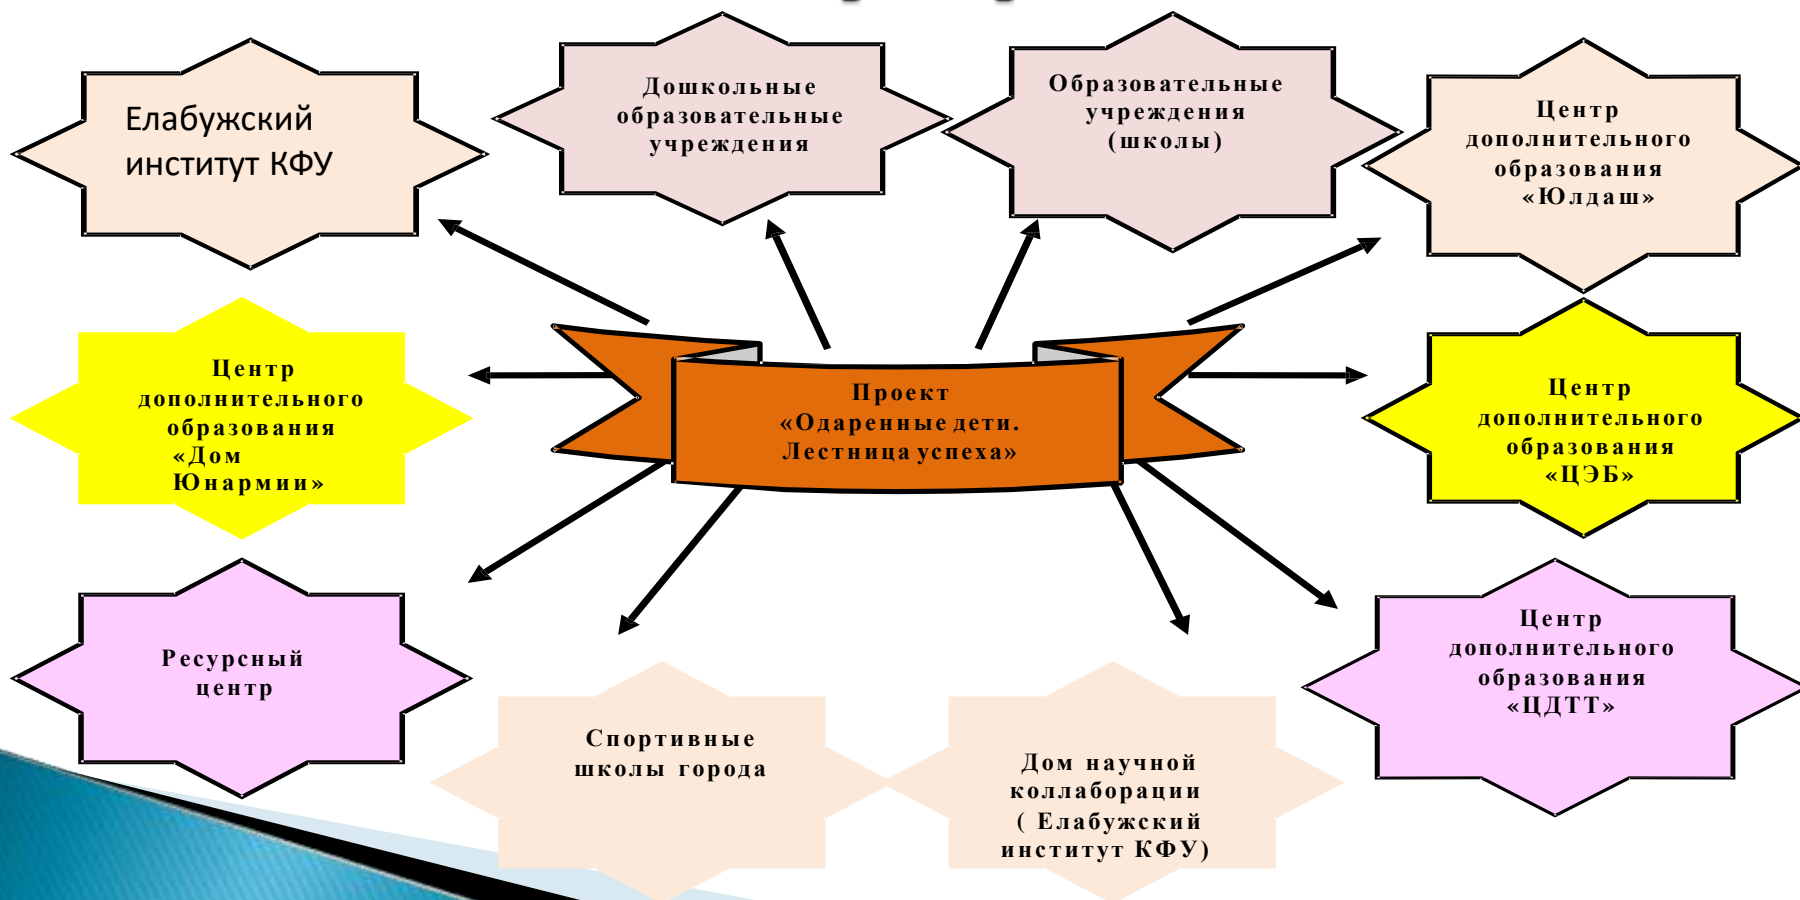 Елабужский
институт КФУ
Дошкольные
образовательные
учреждения
Образовательные
учреждения
(школы)
Центр
дополнительного
образования
«Юлдаш»
Центр
дополнительного
образования
«Дом
Юнармии»
Проект
«Одаренные дети.
Лестница успеха»
Центр
дополнительного
образования
«ЦЭБ»
Ресурсный
центр
Спортивные
школы города
Дом научной
коллаборации
( Елабужский
институт КФУ)
Центр
дополнительного
образования
«ЦДТТ»